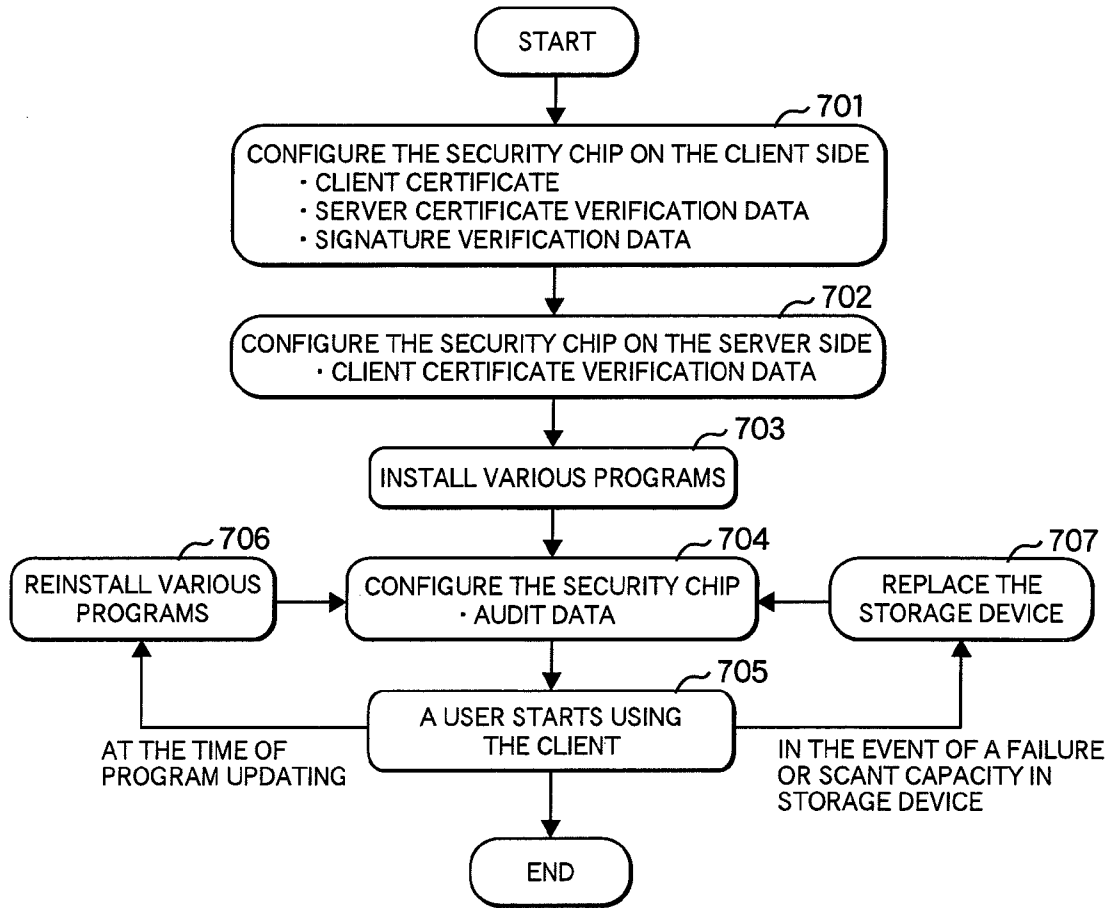 START
701
CONFIGURE THE SECURITY CHIP ON THE CLIENT SIDE
・CLIENT CERTIFICATE
・SERVER CERTIFICATE VERIFICATION DATA
・SIGNATURE VERIFICATION DATA
702
CONFIGURE THE SECURITY CHIP ON THE SERVER SIDE
・CLIENT CERTIFICATE VERIFICATION DATA
703
INSTALL VARIOUS PROGRAMS
706
REINSTALL VARIOUS
PROGRAMS
704
CONFIGURE THE SECURITY CHIP
・AUDIT DATA
707
REPLACE THE
STORAGE DEVICE
705
A USER STARTS USING
THE CLIENT
AT THE TIME OF
PROGRAM UPDATING
IN THE EVENT OF A FAILURE
OR SCANT CAPACITY IN
STORAGE DEVICE
END